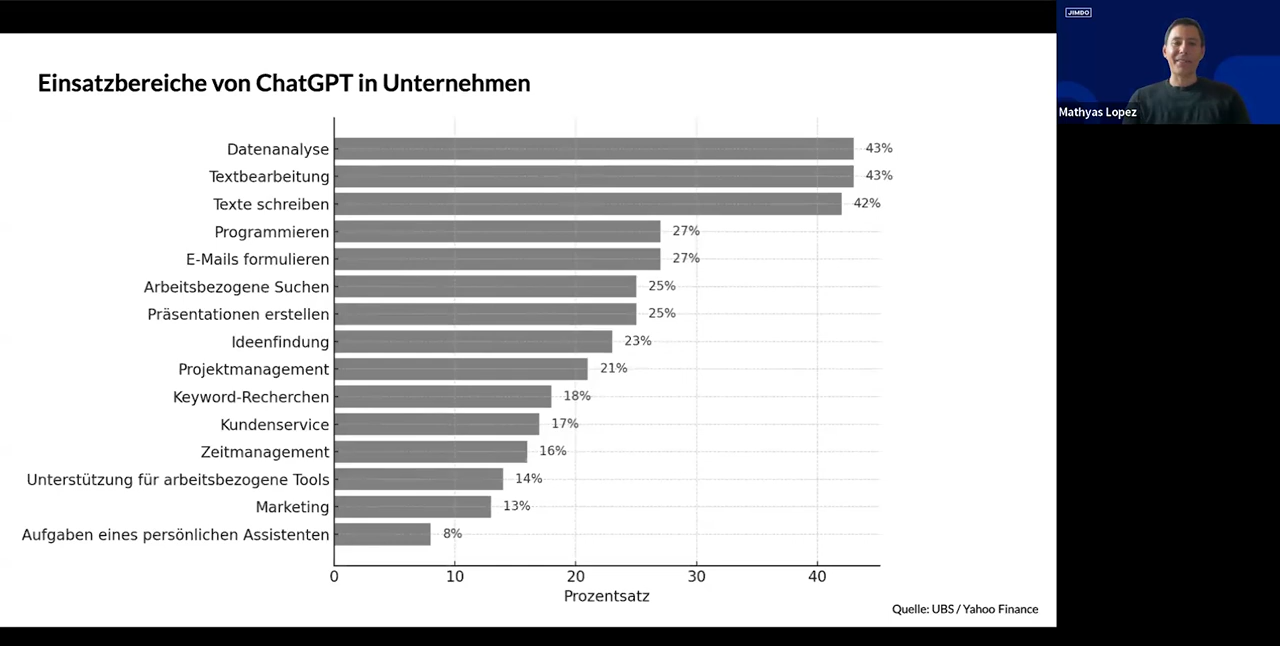 JIMDO
Mathyas Lopez
Einsatzbereiche von ChatGPT in Unternehmen
Datenanalyse 43%
Textbearbeitung 43%
Texte schreiben 42%
Programmieren 27%
E-Mails formulieren 27%
Arbeitsbezogene Suchen 25%
Präsentationen erstellen 25%
Ideenfindung 23%
Projektmanagement 21%
Keyword-Recherchen 18%
Kundenservice 17%
Zeitmanagement 16%
Unterstützung für arbeitsbezogene Tools 14%
Marketing 13%
Aufgaben eines persönlichen Assistenten 8%
0 10 20 30 40
Prozentsatz
Quelle: UBS / Yahoo Finance